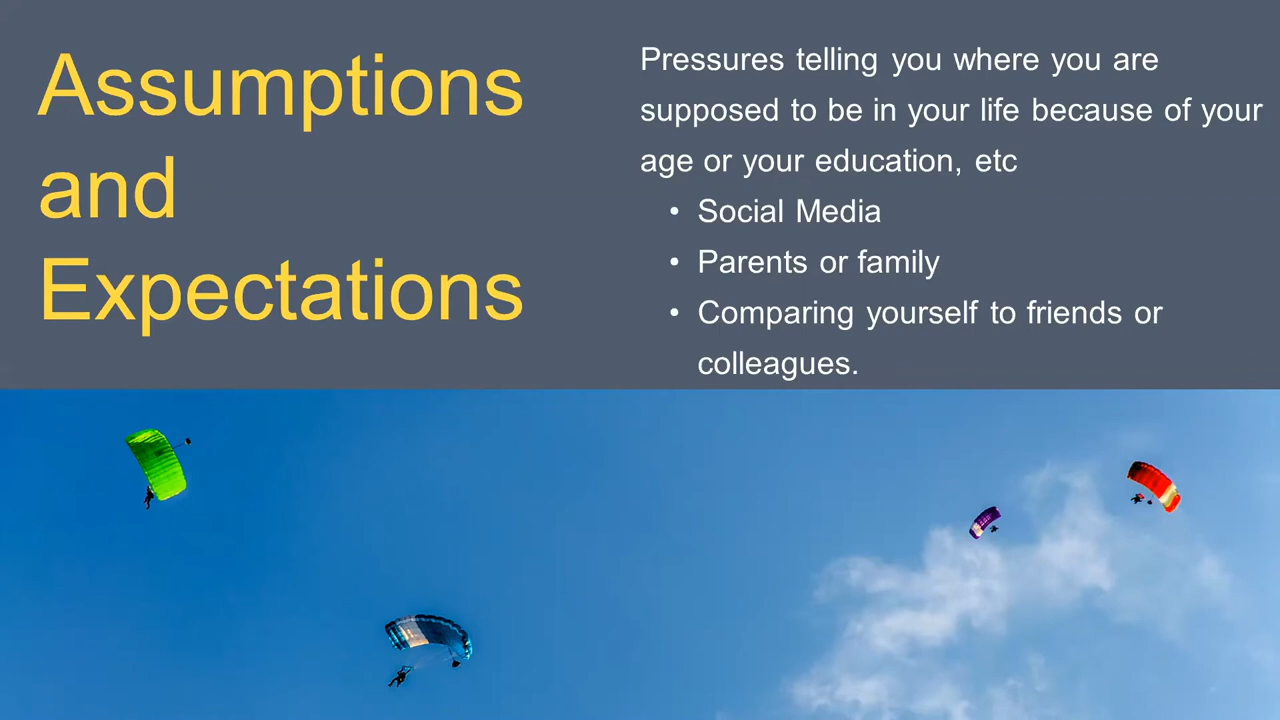 Assumptions
and
Expectations
Pressures telling you where you are
supposed to be in your life because of your
age or your education, etc
• Social Media
• Parents or family
• Comparing yourself to friends or
colleagues.